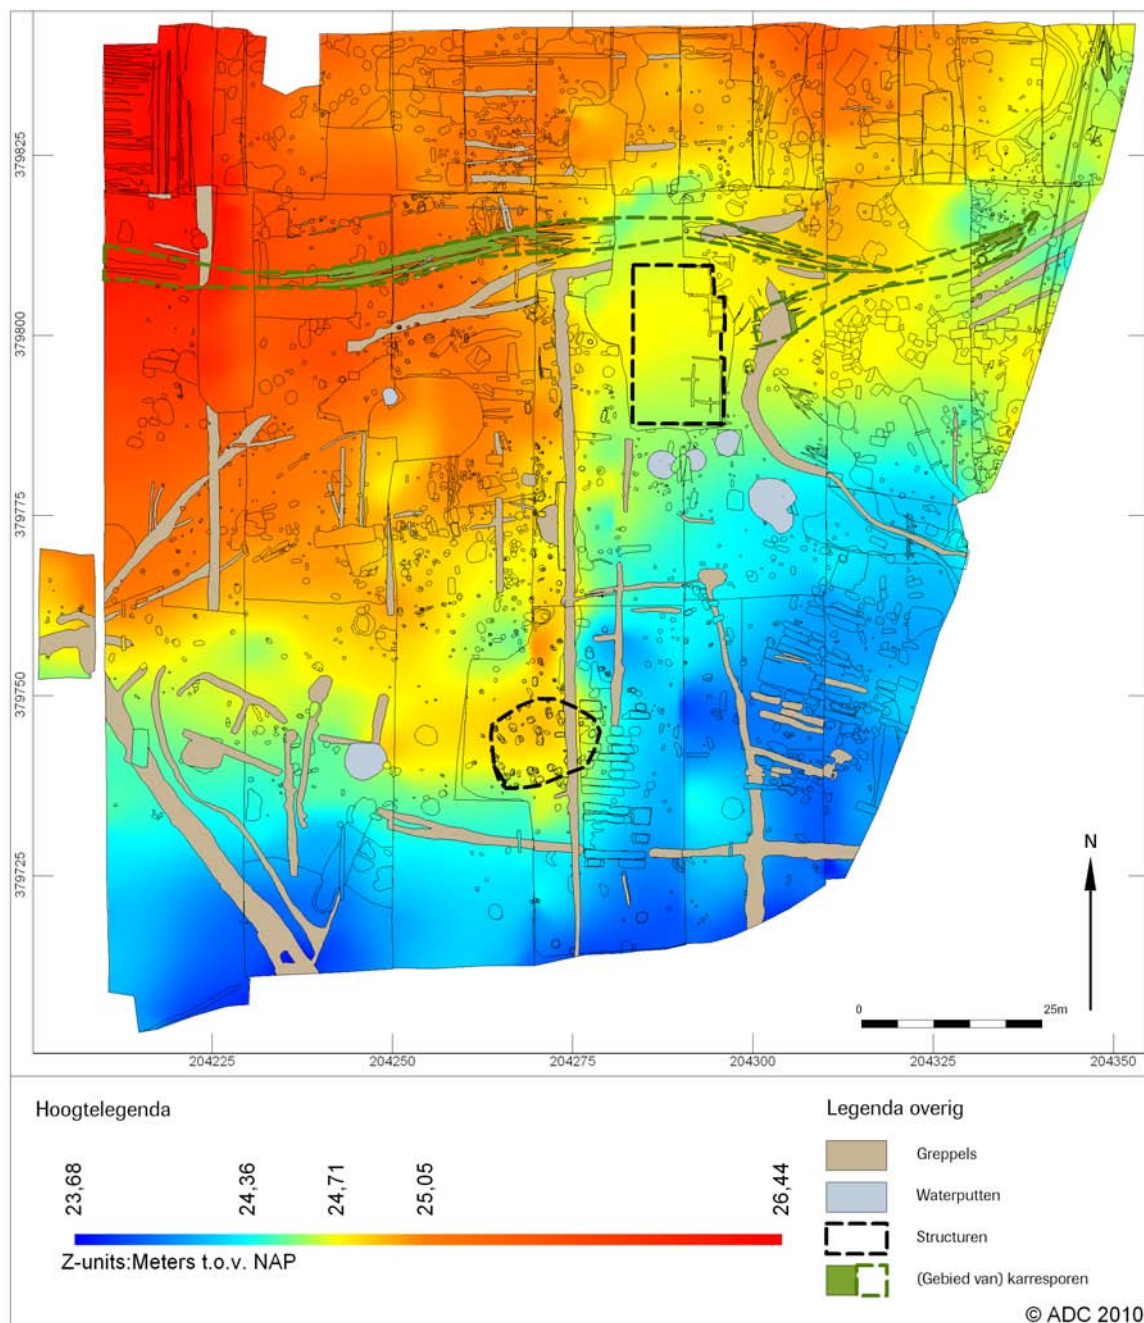 379825
379800
379775
379750
379725
N
0 25m
204225 204250 204275 204300 204325 204350
Hoogtelegenda
23,68 24,36 24,71 25,05 26,44
Z-units:Meters t.o.v. NAP
Legenda overig
Greppels
Waterputten
Structuren
(Gebied van) karresporen
© ADC 2010